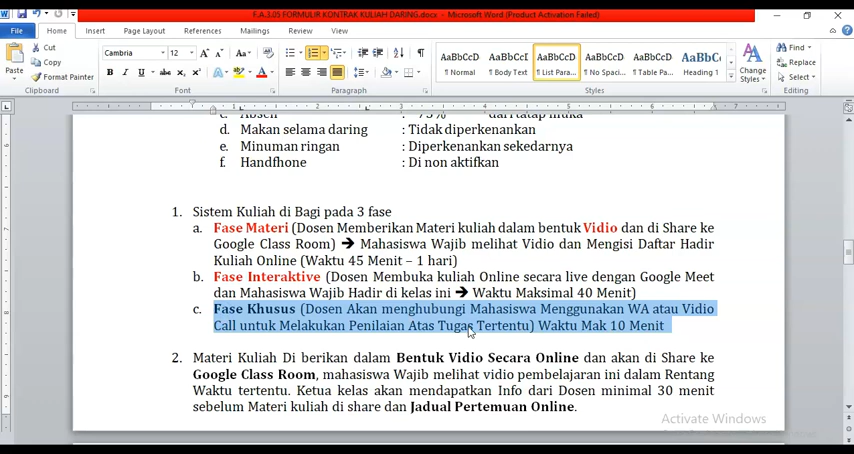 F.A.3.05 FORMULIR KONTRAK KULIAH DARING.docx - Microsoft Word (Product Activation Failed)
File Home Insert Page Layout References Mailings Review View
Paste
Cut
Copy
Format Painter
Clipboard
Cambria 12
Font
Paragraph
AaBbCcD AaBbCcI AaBbCcD AaBbCcD AaBbCcD AaBbC
¶ Normal ¶ Body Text ¶ List Para... ¶ No Spaci... ¶ Table Pa... Heading 1
Styles
Change Styles
Find
Replace
Select
Editing
c. Absen : 75% dari tatap muka
d. Makan selama daring : Tidak diperkenankan
e. Minuman ringan : Diperkenankan sekedarnya
f. Handfhone : Di non aktifkan
1. Sistem Kuliah di Bagi pada 3 fase
a. Fase Materi (Dosen Memberikan Materi kuliah dalam bentuk Vidio dan di Share ke
Google Class Room) ➔ Mahasiswa Wajib melihat Vidio dan Mengisi Daftar Hadir
Kuliah Online (Waktu 45 Menit – 1 hari)
b. Fase Interaktive (Dosen Membuka kuliah Online secara live dengan Google Meet
dan Mahasiswa Wajib Hadir di kelas ini ➔ Waktu Maksimal 40 Menit)
c. Fase Khusus (Dosen Akan menghubungi Mahasiswa Menggunakan WA atau Vidio
Call untuk Melakukan Penilaian Atas Tugas Tertentu) Waktu Mak 10 Menit
2. Materi Kuliah Di berikan dalam Bentuk Vidio Secara Online dan akan di Share ke
Google Class Room, mahasiswa Wajib melihat vidio pembelajaran ini dalam Rentang
Waktu tertentu. Ketua kelas akan mendapatkan Info dari Dosen minimal 30 menit
sebelum Materi kuliah di share dan Jadual Pertemuan Online.
Activate Windows